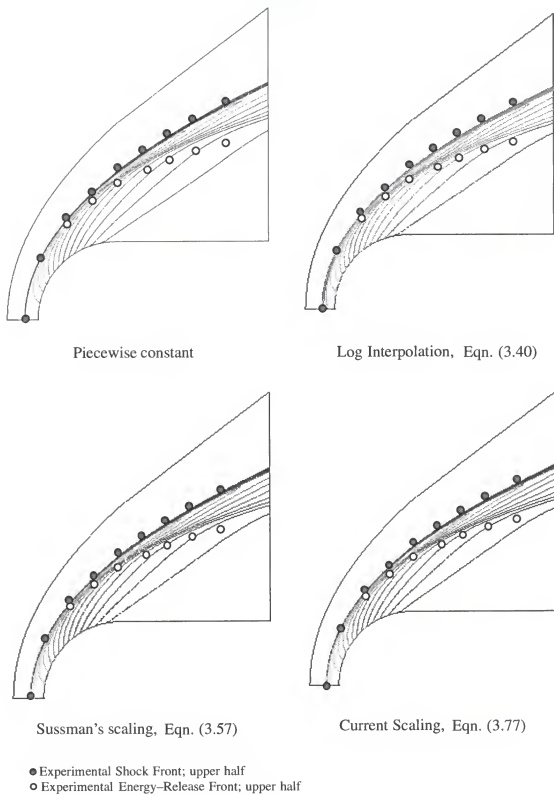 Piecewise constant
Log Interpolation, Eqn. (3.40)
Sussman's scaling, Eqn. (3.57)
Current Scaling, Eqn. (3.77)
Experimental Shock Front; upper half
Experimental Energy–Release Front; upper half